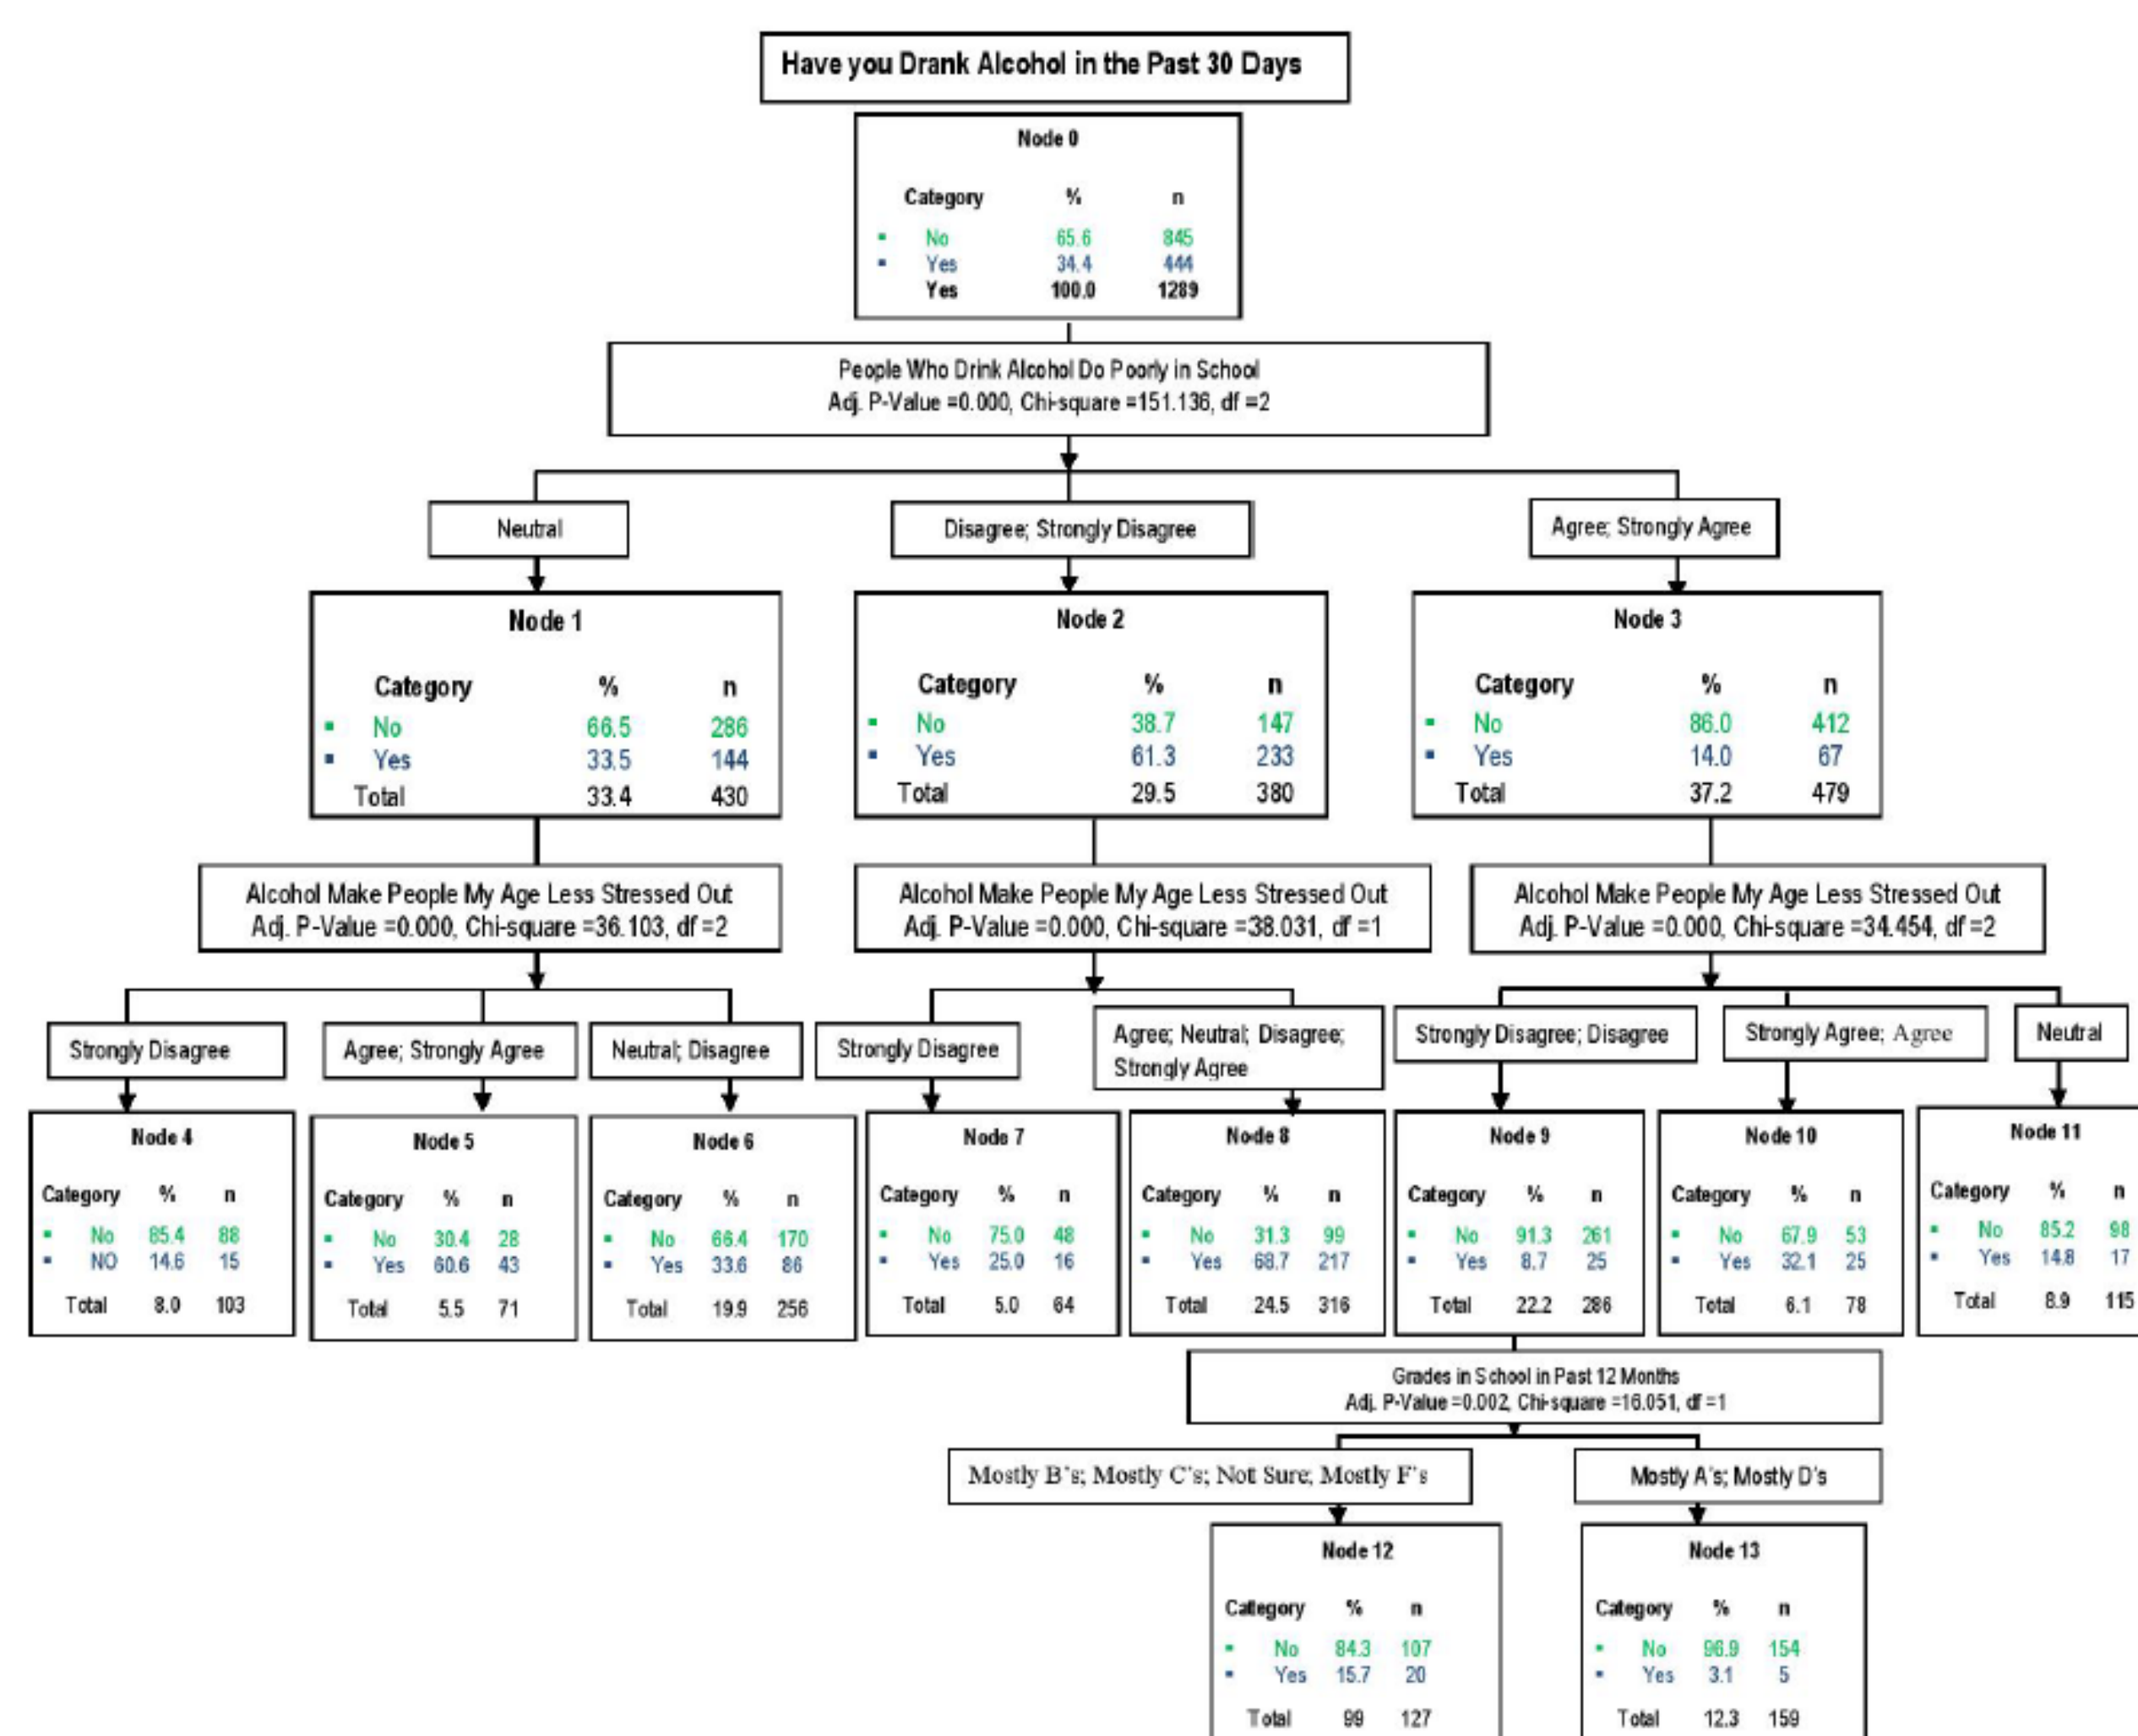 Have you Drank Alcohol in the Past 30 Days
Node 0
Category % n
No 65.6 845
Yes 34.4 444
Yes 100.0 1289
People Who Drink Alcohol Do Poorly in School
Adj. P-Value =0.000, Chi-square =151.136, df =2
Neutral
Disagree; Strongly Disagree
Agree; Strongly Agree
Node 1
Category % n
No 66.5 286
Yes 33.5 144
Total 33.4 430
Node 2
Category % n
No 38.7 147
Yes 61.3 233
Total 29.5 380
Node 3
Category % n
No 86.0 412
Yes 14.0 67
Total 37.2 479
Alcohol Make People My Age Less Stressed Out
Adj. P-Value =0.000, Chi-square =36.103, df =2
Alcohol Make People My Age Less Stressed Out
Adj. P-Value =0.000, Chi-square =38.031, df =1
Alcohol Make People My Age Less Stressed Out
Adj. P-Value =0.000, Chi-square =34.454, df =2
Strongly Disagree
Agree; Strongly Agree
Neutral; Disagree
Strongly Disagree
Agree; Neutral; Disagree;
Strongly Agree
Strongly Disagree; Disagree
Strongly Agree; Agree
Neutral
Node 4
Category % n
No 85.4 88
NO 14.6 15
Total 8.0 103
Node 5
Category % n
No 30.4 28
Yes 60.6 43
Total 5.5 71
Node 6
Category % n
No 66.4 170
Yes 33.6 86
Total 19.9 256
Node 7
Category % n
No 75.0 48
Yes 25.0 16
Total 5.0 64
Node 8
Category % n
No 31.3 99
Yes 68.7 217
Total 24.5 316
Node 9
Category % n
No 91.3 261
Yes 8.7 25
Total 22.2 286
Node 10
Category % n
No 67.9 53
Yes 32.1 25
Total 6.1 78
Node 11
Category % n
No 85.2 98
Yes 14.8 17
Total 8.9 115
Grades in School in Past 12 Months
Adj. P-Value =0.002, Chi-square =16.051, df =1
Mostly B's; Mostly C's; Not Sure; Mostly F's
Mostly A's; Mostly D's
Node 12
Category % n
No 84.3 107
Yes 15.7 20
Total 99 127
Node 13
Category % n
No 96.9 154
Yes 3.1 5
Total 12.3 159